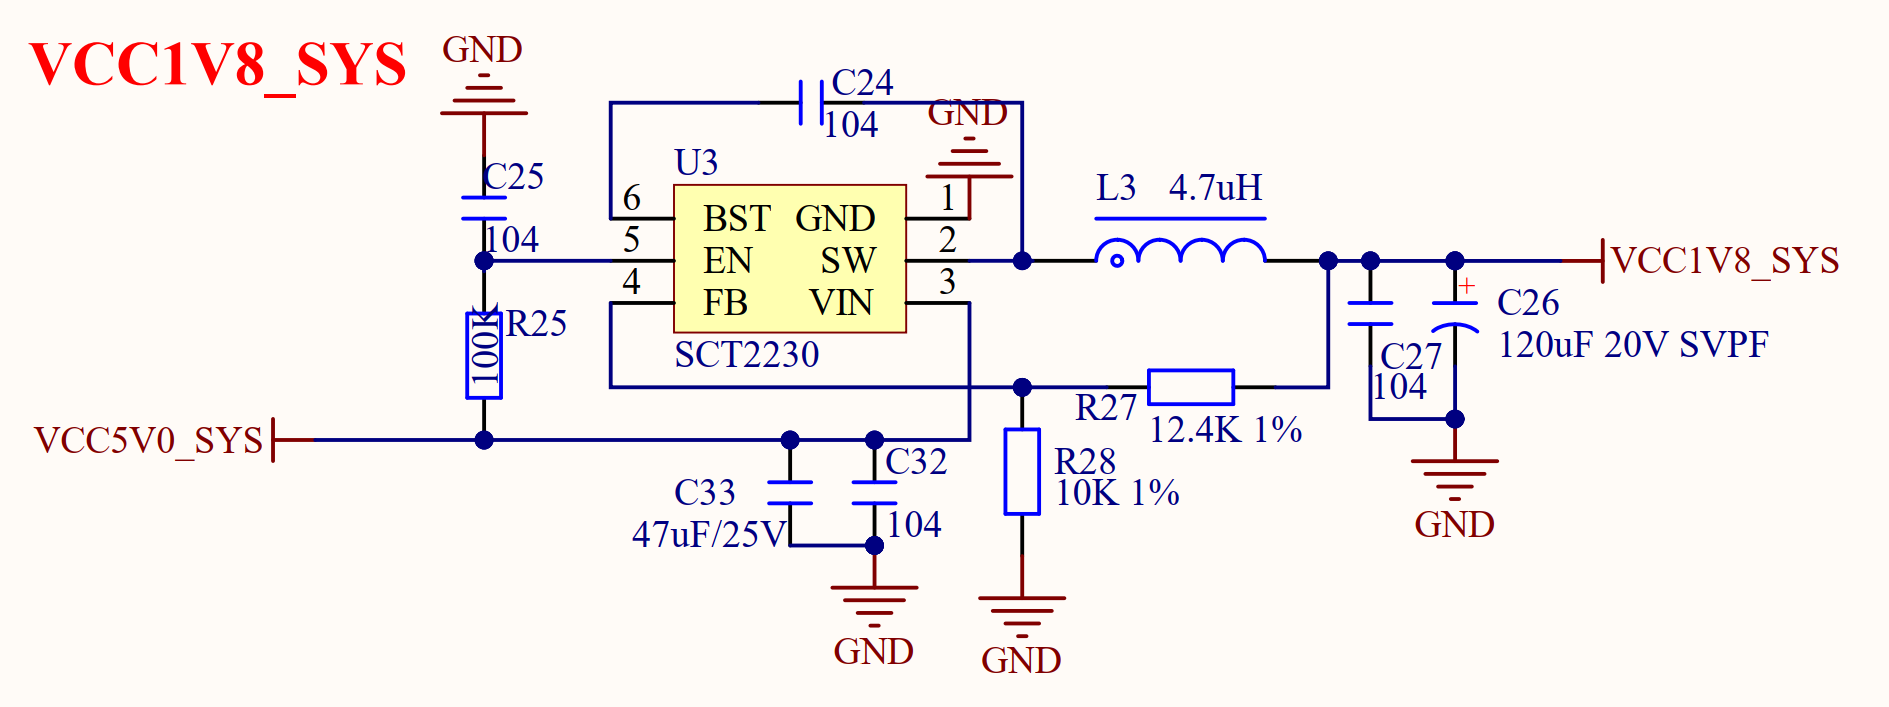 VCC1V8_SYS
GND
C24
104
GND
C25
104
U3
6
5
4
BST
EN
FB
GND
SW
VIN
1
2
3
SCT2230
L3 4.7uH
VCC1V8_SYS
+
C26
120uF 20V SVPF
C27
104
100K
R25
R27
12.4K 1%
VCC5V0_SYS
C33
47uF/25V
C32
104
R28
10K 1%
GND
GND
GND